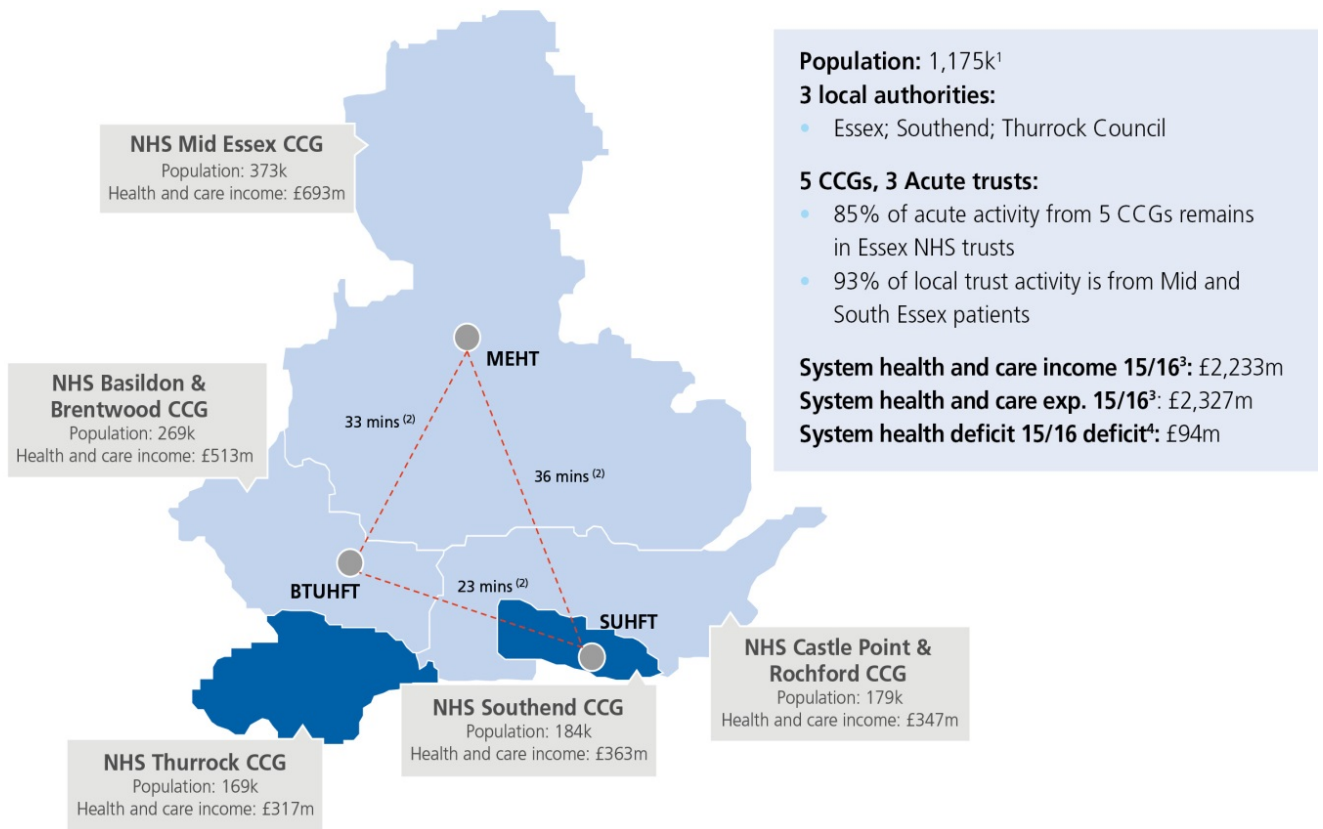 NHS Mid Essex CCG
Population: 373k
Health and care income: £693m
NHS Basildon &
Brentwood CCG
Population: 269k
Health and care income: £513m
MEHT
33 mins (2)
36 mins (2)
BTUHFT
23 mins (2)
SUHFT
NHS Castle Point &
Rochford CCG
Population: 179k
Health and care income: £347m
NHS Southend CCG
Population: 184k
Health and care income: £363m
NHS Thurrock CCG
Population: 169k
Health and care income: £317m
Population: 1,175k¹
3 local authorities:
• Essex; Southend; Thurrock Council
5 CCGs, 3 Acute trusts:
• 85% of acute activity from 5 CCGs remains
in Essex NHS trusts
• 93% of local trust activity is from Mid and
South Essex patients
System health and care income 15/16³: £2,233m
System health and care exp. 15/16³: £2,327m
System health deficit 15/16 deficit⁴: £94m